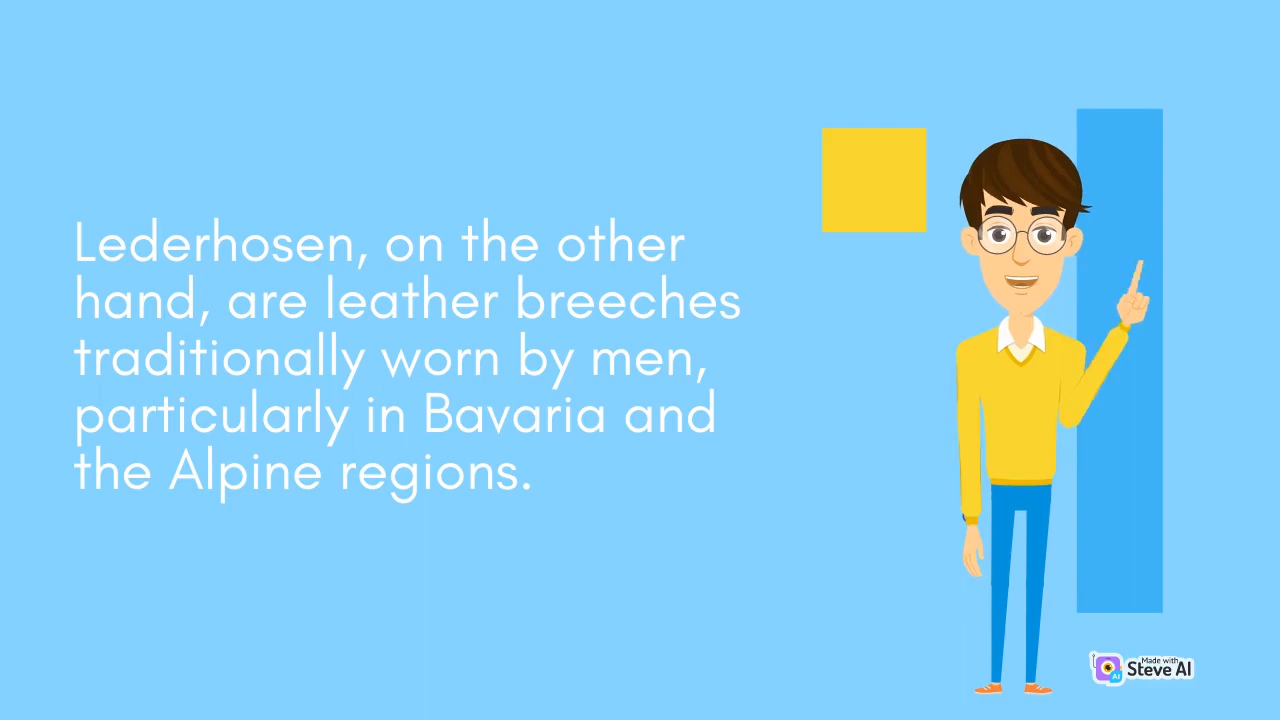 Lederhosen, on the other
hand, are leather breeches
traditionally worn by men,
particularly in Bavaria and
the Alpine regions.
Made with
Steve AI
AI